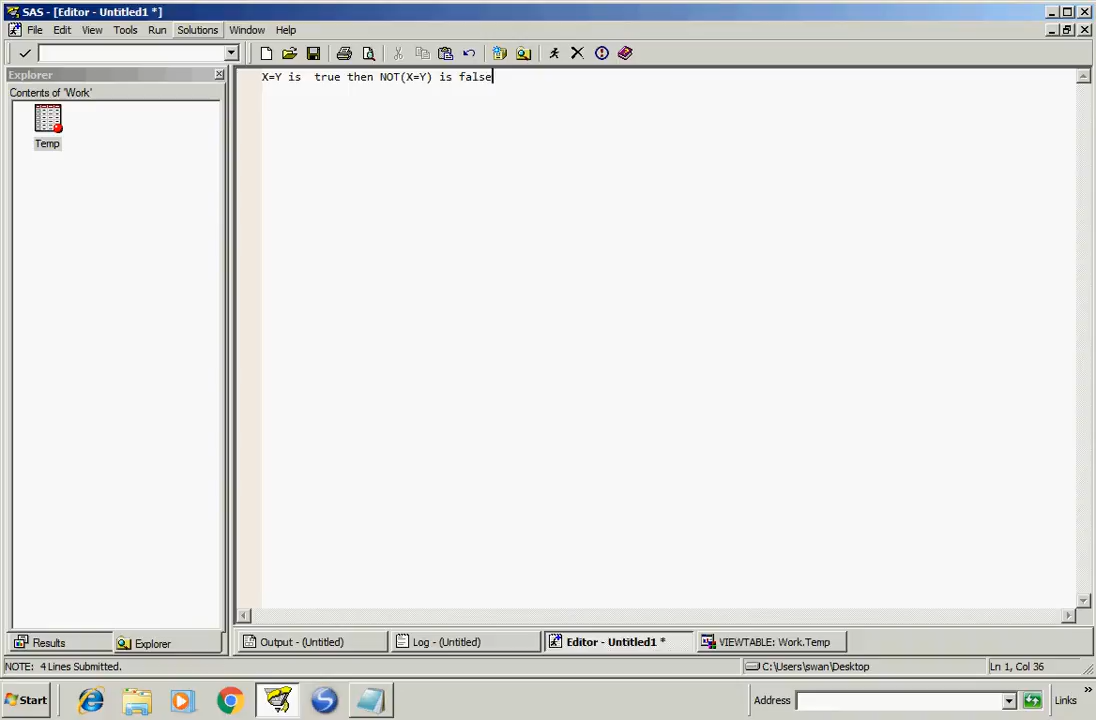 SAS - [Editor - Untitled1 *]
File Edit View Tools Run Solutions Window Help
Explorer
Contents of 'Work'
Temp
X=Y is  true then NOT(X=Y) is false
Results Explorer Output - (Untitled) Log - (Untitled) Editor - Untitled1 * VIEWTABLE: Work.Temp
NOTE: 4 Lines Submitted. C:\Users\swan\Desktop Ln 1, Col 36
Start Address Links »